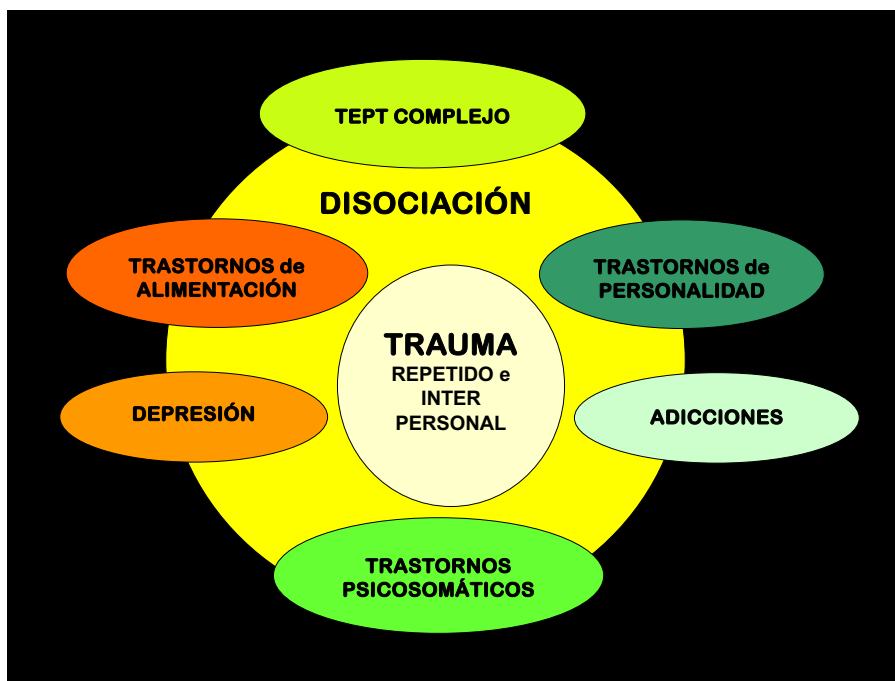 TEPT COMPLEJO
DISOCIACIÓN
TRASTORNOS de
ALIMENTACIÓN
TRASTORNOS de
PERSONALIDAD
TRAUMA
REPETIDO e
INTER
PERSONAL
DEPRESIÓN
ADICCIONES
TRASTORNOS
PSICOSOMÁTICOS